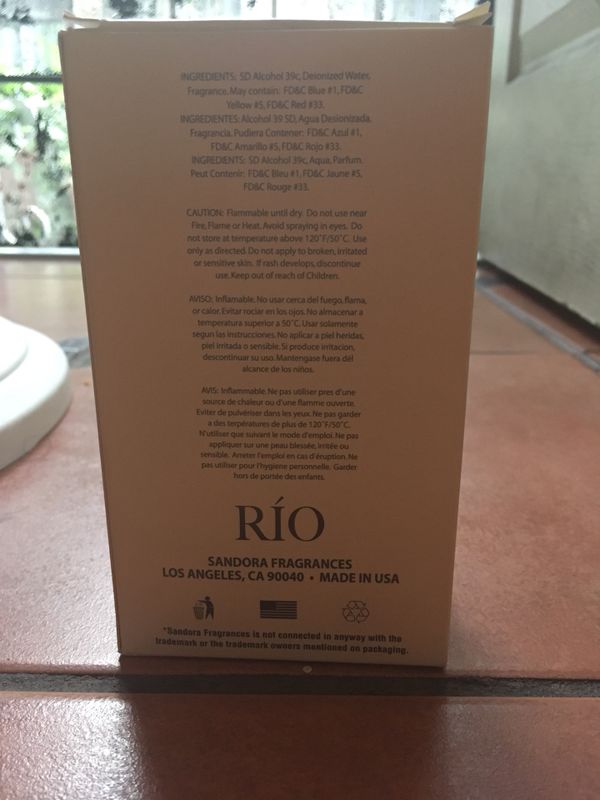 INGREDIENTS: SD Alcohol 39c, Deionized Water,
Fragrance. May contain: FD&C Blue #1, FD&C
Yellow #5, FD&C Red #33.
INGREDIENTES: Alcohol 39 SD, Agua Desionizada.
Fragrancia. Pudiera Contener: FD&C Azul #1,
FD&C Amarillo #5, FD&C Rojo #33.
INGREDIENTS: SD Alcohol 39c, Aqua, Parfum.
Peut Contenir: FD&C Bleu #1, FD&C Jaune #5,
FD&C Rouge #33.
CAUTION: Flammable until dry. Do not use near
Fire, Flame or Heat. Avoid spraying in eyes. Do
not store at temperature above 120˚F/50˚C. Use
only as directed. Do not apply to broken, irritated
or sensitive skin. If rash develops, discontinue
use. Keep out of reach of Children.
AVISO: Inflamable. No usar cerca del fuego, flama,
or calor. Evitar rociar en los ojos. No almacenar a
temperatura superior a 50˚C. Usar solamente
segun las instrucciones. No aplicar a piel heridas,
piel irritada o sensible. Si produce irritacion,
descontinuar su uso. Mantengase fuera dél
alcance de los niños.
AVIS: Inflammable. Ne pas utiliser pres d'une
source de chaleur ou d'une flamme ouverte.
Eviter de pulvériser dans les yeux. Ne pas garder
a des terpératures de plus de 120˚F/50˚C.
N'utiliser que suivant le mode d'emploi. Ne pas
appliquer sur une peau blessée, irritée ou
sensible. Arreter l'emploi en cas d'éruption. Ne
pas utiliser pour l'hygiene personnelle. Garder
hors de portée des enfants.
RÍO
SANDORA FRAGRANCES
LOS ANGELES, CA 90040 • MADE IN USA
*Sandora Fragrances is not connected in anyway with the
trademark or the trademark owners mentioned on packaging.